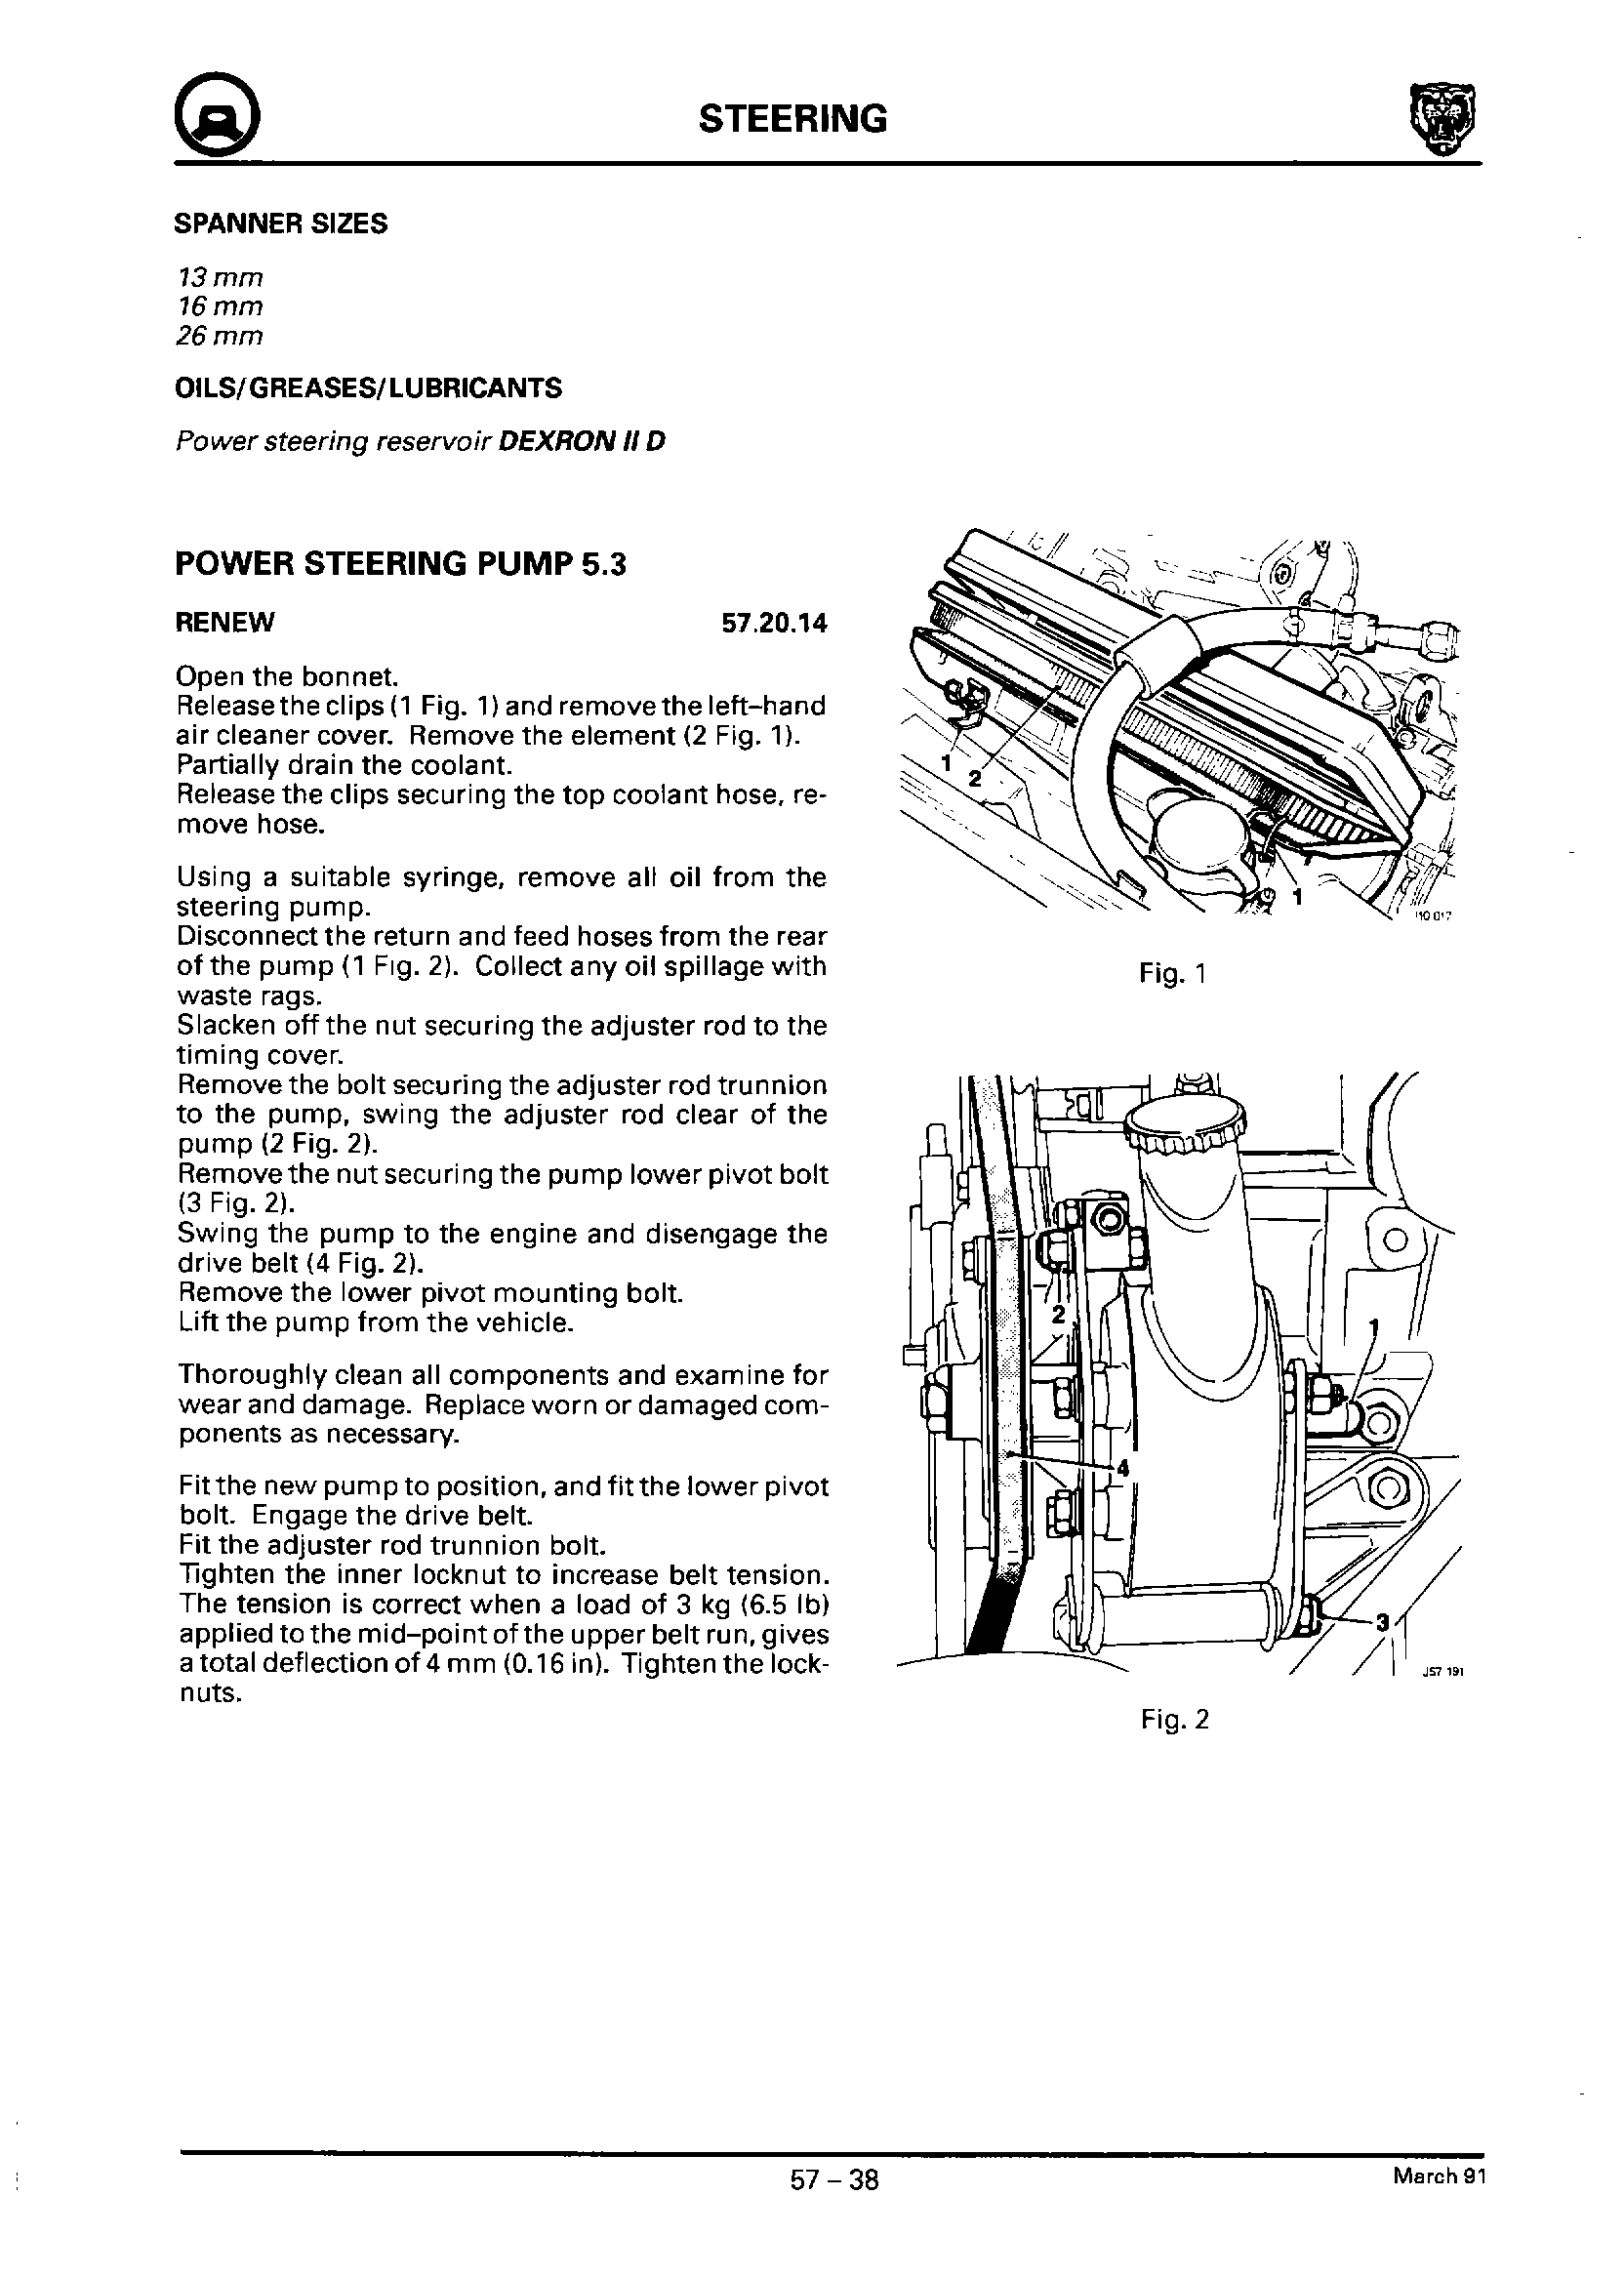 STEERING
SPANNER SIZES
13 mm
16 mm
26 mm
OILS/GREASES/LUBRICANTS
Power steering reservoir DEXRON II D
POWER STEERING PUMP 5.3
RENEW 57.20.14
Open the bonnet.
Release the clips (1 Fig. 1) and remove the left-hand
air cleaner cover. Remove the element (2 Fig. 1).
Partially drain the coolant.
Release the clips securing the top coolant hose, re-
move hose.
Using a suitable syringe, remove all oil from the
steering pump.
Disconnect the return and feed hoses from the rear
of the pump (1 Fig. 2). Collect any oil spillage with
waste rags.
Slacken off the nut securing the adjuster rod to the
timing cover.
Remove the bolt securing the adjuster rod trunnion
to the pump, swing the adjuster rod clear of the
pump (2 Fig. 2).
Remove the nut securing the pump lower pivot bolt
(3 Fig. 2).
Swing the pump to the engine and disengage the
drive belt (4 Fig. 2).
Remove the lower pivot mounting bolt.
Lift the pump from the vehicle.
Thoroughly clean all components and examine for
wear and damage. Replace worn or damaged com-
ponents as necessary.
Fit the new pump to position, and fit the lower pivot
bolt. Engage the drive belt.
Fit the adjuster rod trunnion bolt.
Tighten the inner locknut to increase belt tension.
The tension is correct when a load of 3 kg (6.5 lb)
applied to the mid-point of the upper belt run, gives
a total deflection of 4 mm (0.16 in). Tighten the lock-
nuts.
1
2
1
Fig. 1
2
1
4
3
J57 191
Fig. 2
57 – 38
March 91